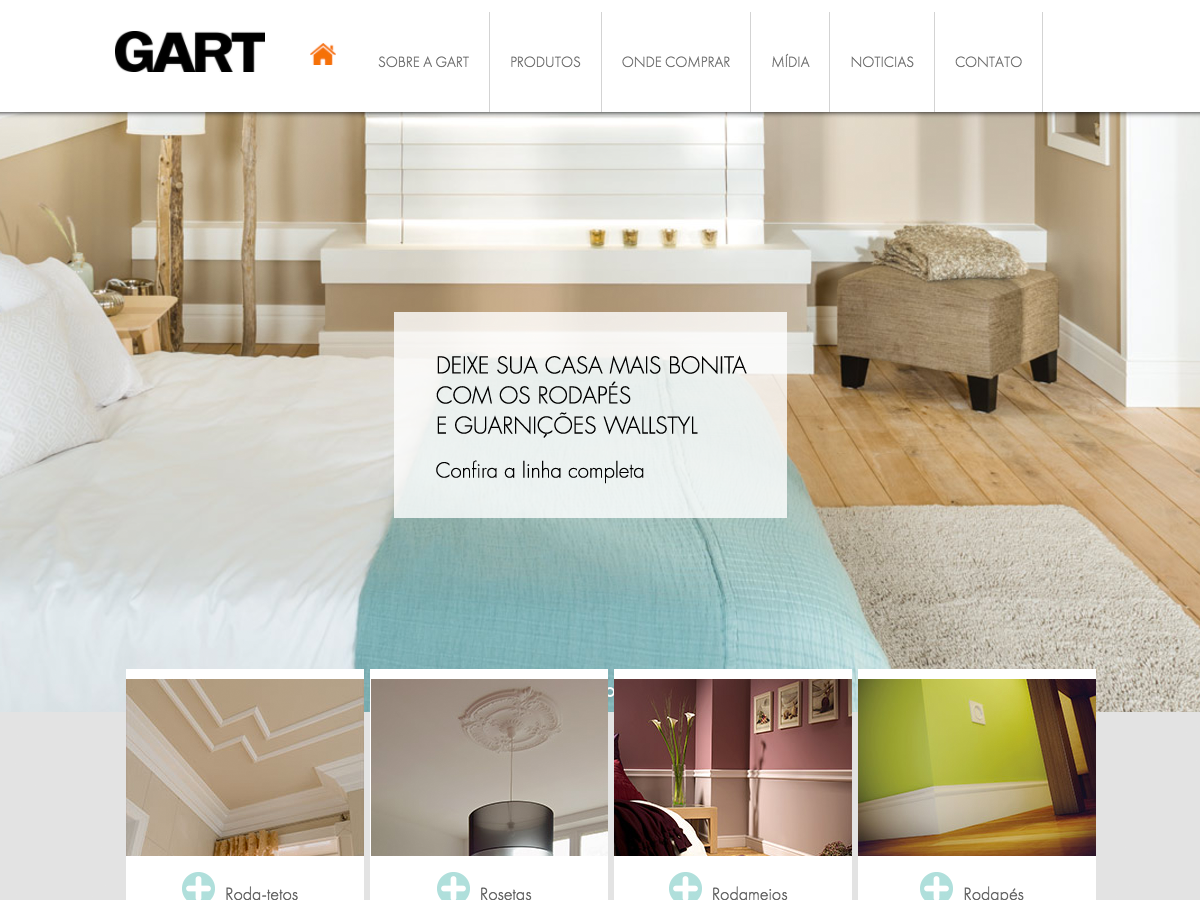 GART
SOBRE A GART
PRODUTOS
ONDE COMPRAR
MÍDIA
NOTICIAS
CONTATO
DEIXE SUA CASA MAIS BONITA
COM OS RODAPÉS
E GUARNIÇÕES WALLSTYL
Confira a linha completa
Roda-tetos
Rosetas
Rodameios
Rodapés